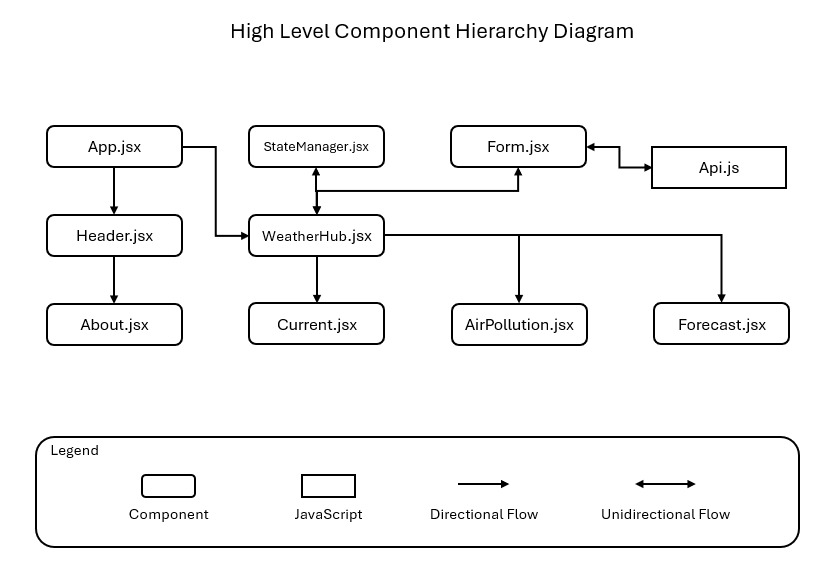 High Level Component Hierarchy Diagram
App.jsx
StateManager.jsx
Form.jsx
Api.js
Header.jsx
WeatherHub.jsx
About.jsx
Current.jsx
AirPollution.jsx
Forecast.jsx
Legend
Component
JavaScript
Directional Flow
Unidirectional Flow